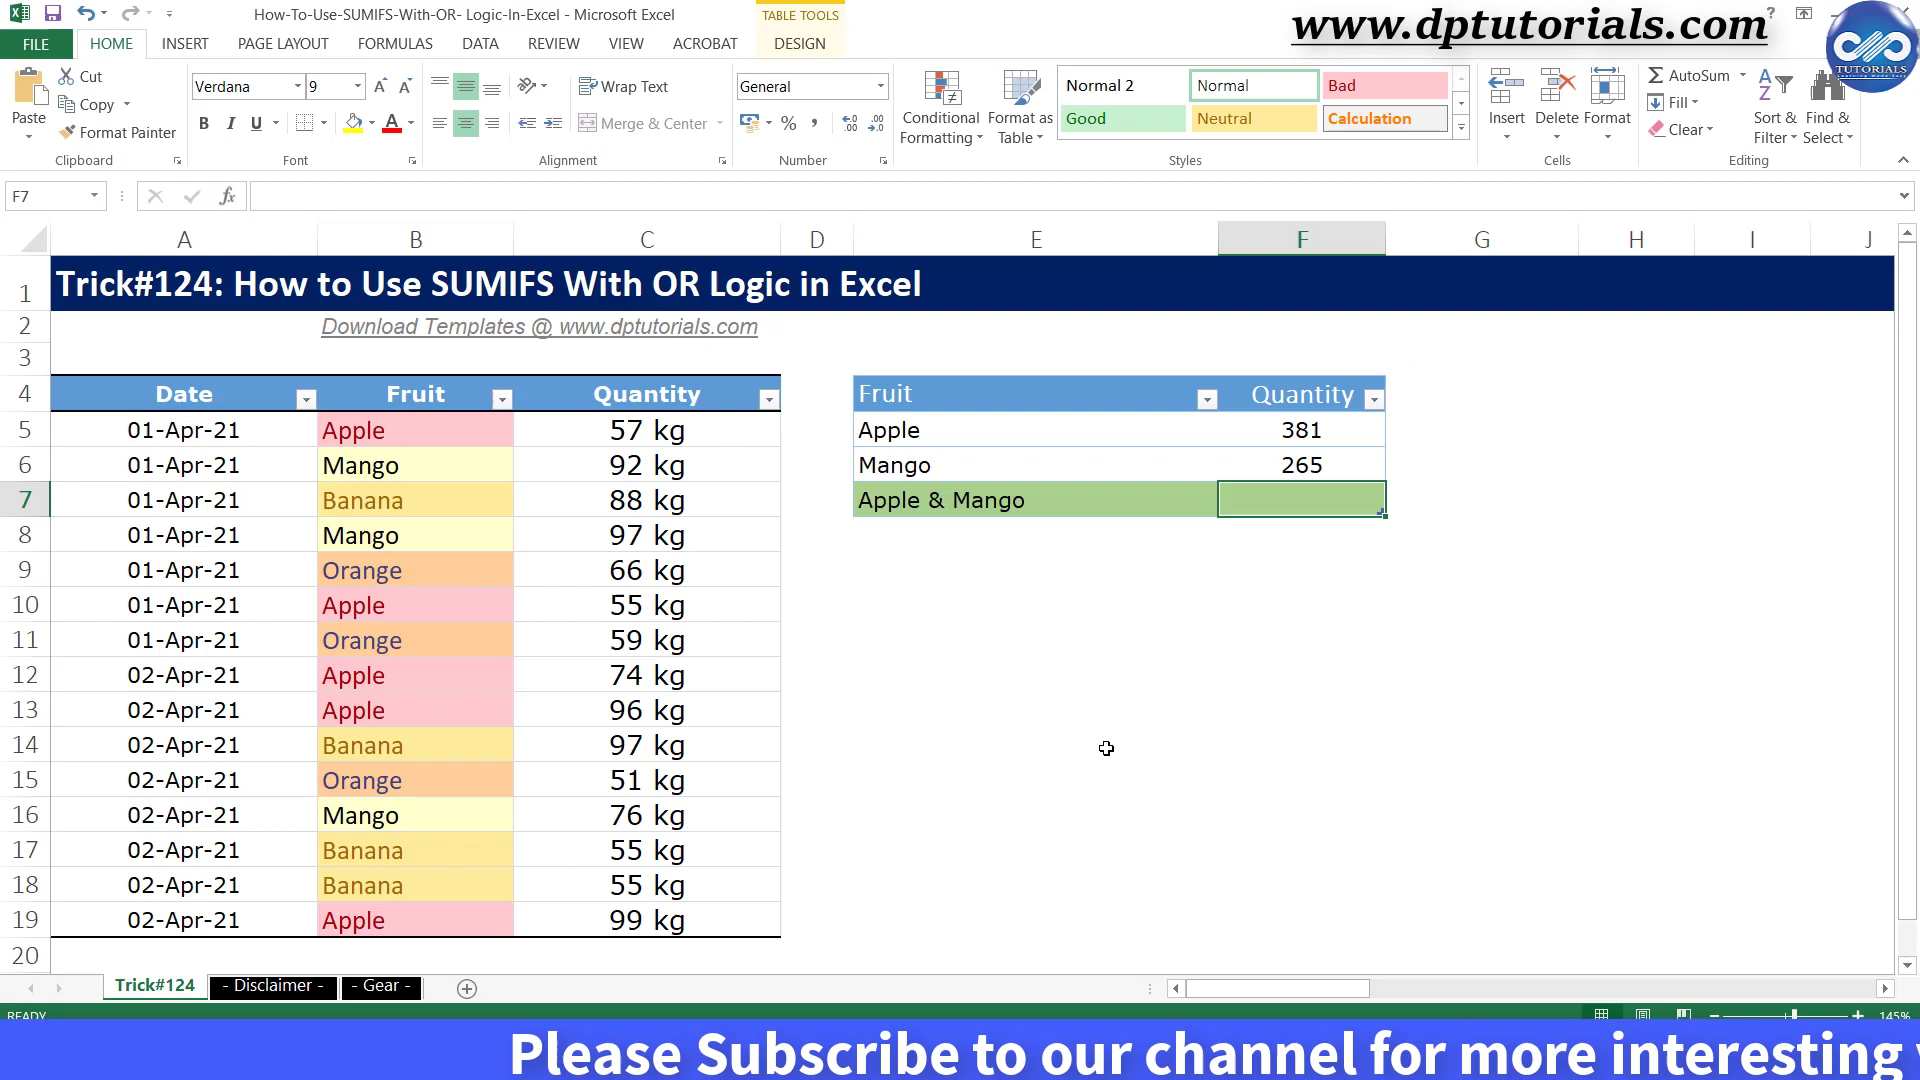 How-To-Use-SUMIFS-With-OR- Logic-In-Excel - Microsoft Excel
TABLE TOOLS
www.dptutorials.com
TUTORIALS
FILE HOME INSERT PAGE LAYOUT FORMULAS DATA REVIEW VIEW ACROBAT DESIGN
Paste
Cut
Copy
Format Painter
Clipboard
Verdana 9
B I U
Font
Wrap Text
Merge & Center
Alignment
General
%
Number
Conditional Formatting
Format as Table
Normal 2 Normal Bad
Good Neutral Calculation
Styles
Insert Delete Format
Cells
AutoSum
Fill
Clear
Sort & Filter
Find & Select
Editing
F7
fx
A B C D E F G H I J
1 Trick#124: How to Use SUMIFS With OR Logic in Excel
2 Download Templates @ www.dptutorials.com
3
4 Date Fruit Quantity Fruit Quantity
5 01-Apr-21 Apple 57 kg Apple 381
6 01-Apr-21 Mango 92 kg Mango 265
7 01-Apr-21 Banana 88 kg Apple & Mango
8 01-Apr-21 Mango 97 kg
9 01-Apr-21 Orange 66 kg
10 01-Apr-21 Apple 55 kg
11 01-Apr-21 Orange 59 kg
12 02-Apr-21 Apple 74 kg
13 02-Apr-21 Apple 96 kg
14 02-Apr-21 Banana 97 kg
15 02-Apr-21 Orange 51 kg
16 02-Apr-21 Mango 76 kg
17 02-Apr-21 Banana 55 kg
18 02-Apr-21 Banana 55 kg
19 02-Apr-21 Apple 99 kg
20
Trick#124 - Disclaimer - - Gear -
READY 145%
Please Subscribe to our channel for more interesting